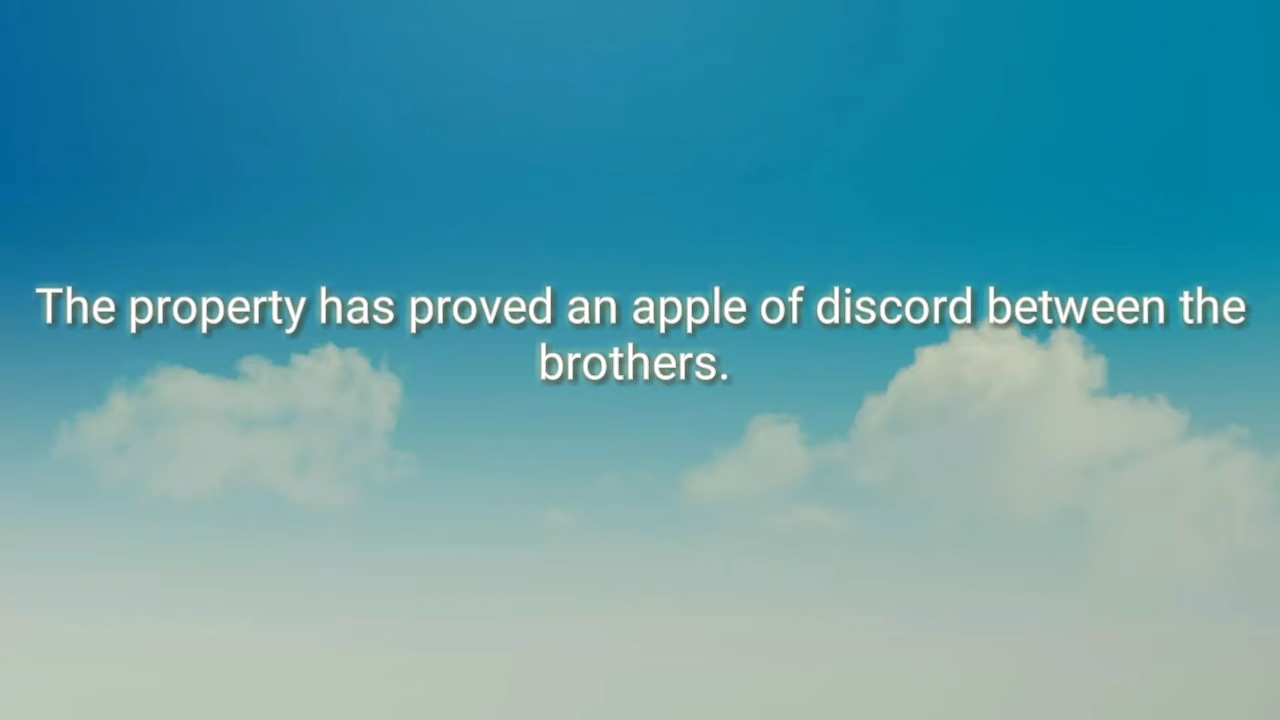 The property has proved an apple of discord between the
brothers.